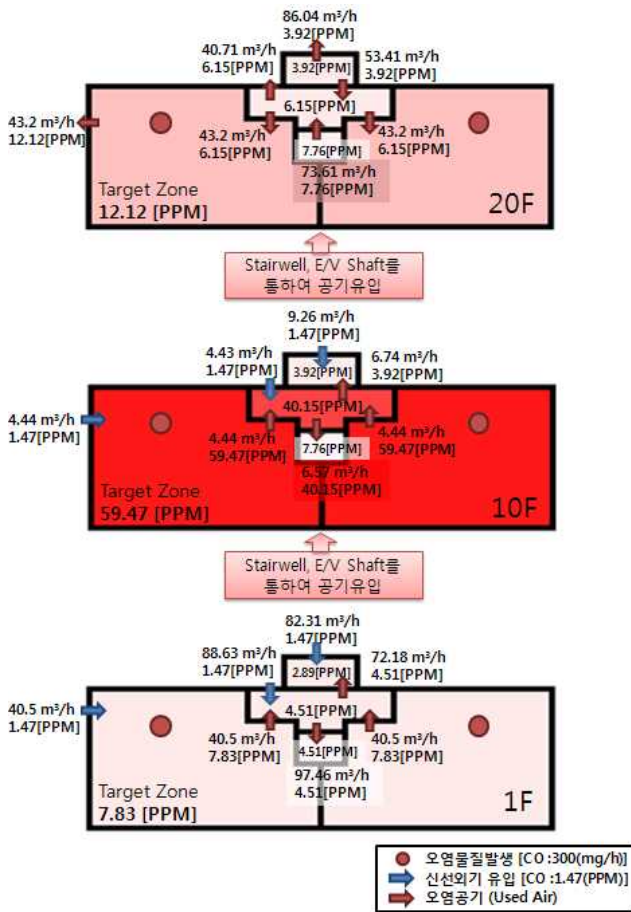 86.04 m³/h
3.92[PPM]
40.71 m³/h
6.15[PPM]
3.92[PPM]
53.41 m³/h
3.92[PPM]
6.15[PPM]
43.2 m³/h
12.12[PPM]
43.2 m³/h
6.15[PPM]
43.2 m³/h
6.15[PPM]
7.76[PPM]
73.61 m³/h
7.76[PPM]
Target Zone
12.12 [PPM]
20F
Stairwell, E/V Shaft를
통하여 공기유입
9.26 m³/h
1.47[PPM]
4.43 m³/h
1.47[PPM]
3.92[PPM]
6.74 m³/h
3.92[PPM]
40.15[PPM]
4.44 m³/h
1.47[PPM]
4.44 m³/h
59.47[PPM]
4.44 m³/h
59.47[PPM]
7.76[PPM]
6.57 m³/h
40.15[PPM]
Target Zone
59.47 [PPM]
10F
Stairwell, E/V Shaft를
통하여 공기유입
82.31 m³/h
1.47[PPM]
88.63 m³/h
1.47[PPM]
2.89[PPM]
72.18 m³/h
4.51[PPM]
4.51[PPM]
40.5 m³/h
1.47[PPM]
40.5 m³/h
7.83[PPM]
40.5 m³/h
7.83[PPM]
4.51[PPM]
97.46 m³/h
4.51[PPM]
Target Zone
7.83 [PPM]
1F
오염물질발생 [CO :300(mg/h)]
신선외기 유입 [CO :1.47(PPM)]
오염공기 (Used Air)